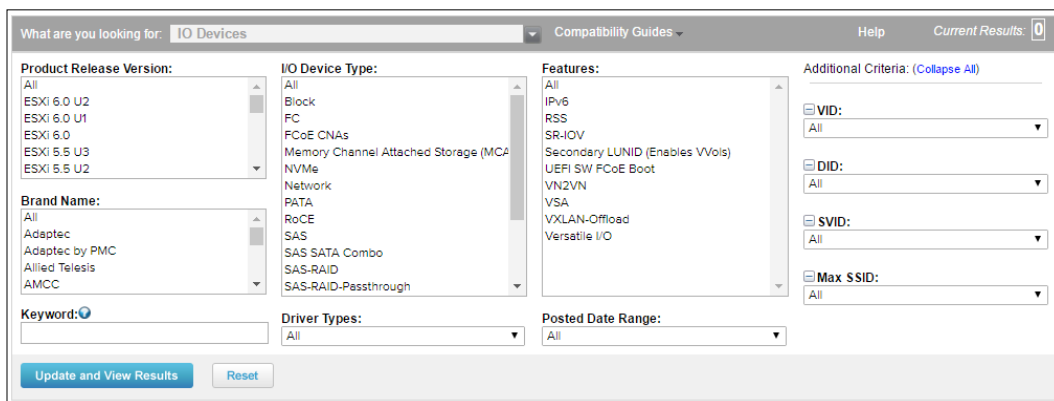 What are you looking for: IO Devices Compatibility Guides Help Current Results: 0
Product Release Version:
All
ESXi 6.0 U2
ESXi 6.0 U1
ESXi 6.0
ESXi 5.5 U3
ESXi 5.5 U2
Brand Name:
All
Adaptec
Adaptec by PMC
Allied Telesis
AMCC
Keyword:
I/O Device Type:
All
Block
FC
FCoE CNAs
Memory Channel Attached Storage (MCA
NVMe
Network
PATA
RoCE
SAS
SAS SATA Combo
SAS-RAID
SAS-RAID-Passthrough
Driver Types:
All
Features:
All
IPv6
RSS
SR-IOV
Secondary LUNID (Enables VVols)
UEFI SW FCoE Boot
VN2VN
VSA
VXLAN-Offload
Versatile I/O
Posted Date Range:
All
Additional Criteria: (Collapse All)
VID:
All
DID:
All
SVID:
All
Max SSID:
All
Update and View Results Reset